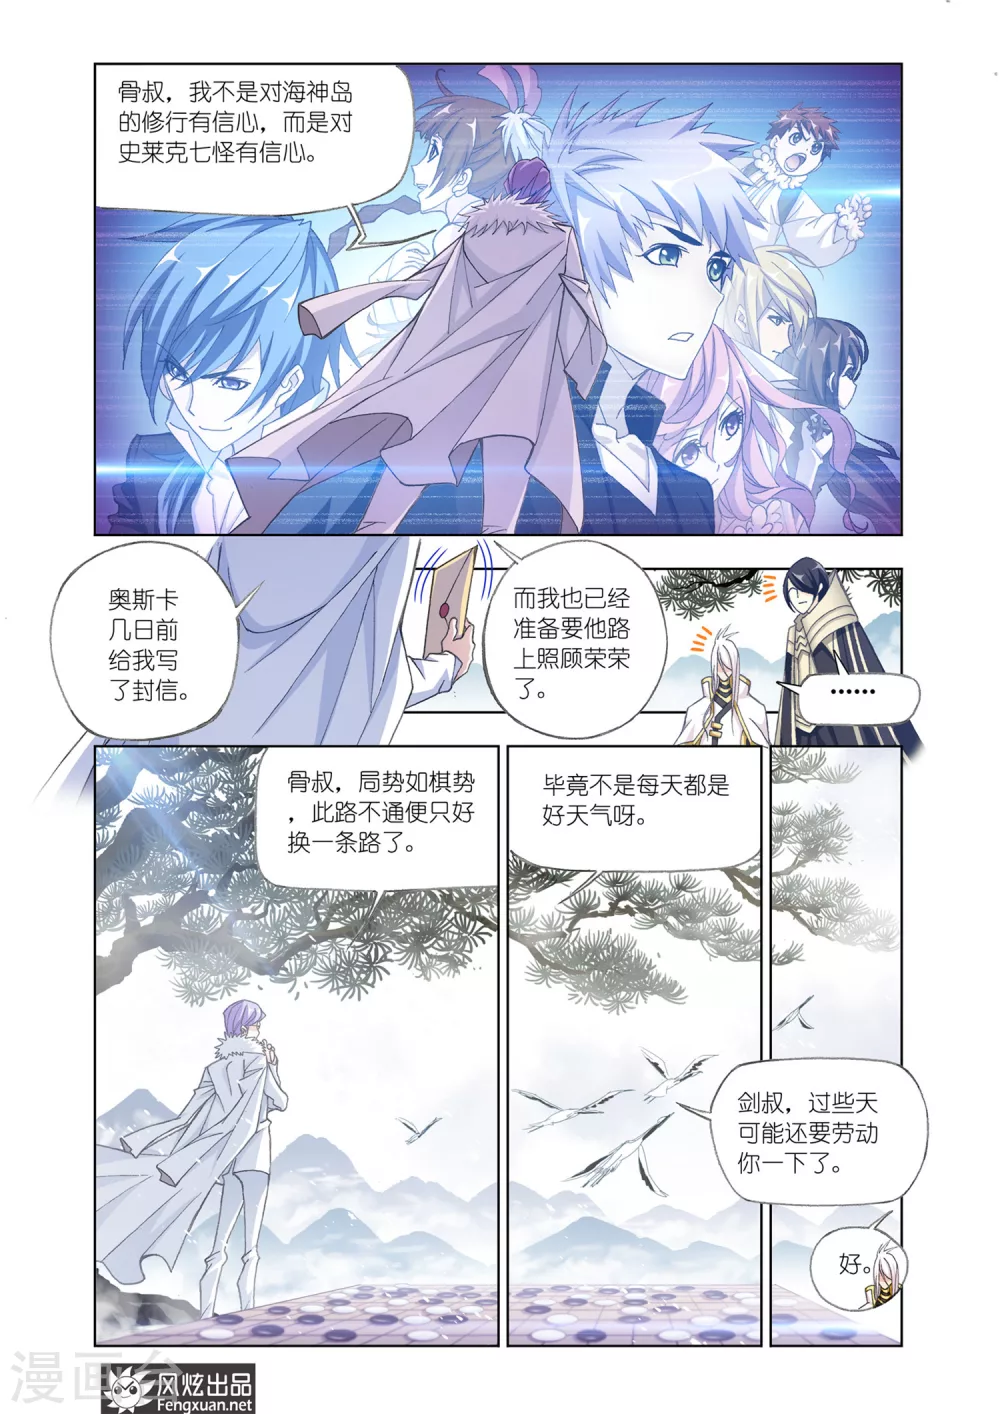 骨叔，我不是对海神岛
的修行有信心，而是对
史莱克七怪有信心。
奥斯卡
几日前
给我写
了封信。
而我也已经
准备要他路
上照顾荣荣
了。
……
骨叔，局势如棋势
，此路不通便只好
换一条路了。
毕竟不是每天都是
好天气呀。
剑叔，过些天
可能还要劳动
你一下了。
好。
漫画台
风炫出品
Fengxuan.net